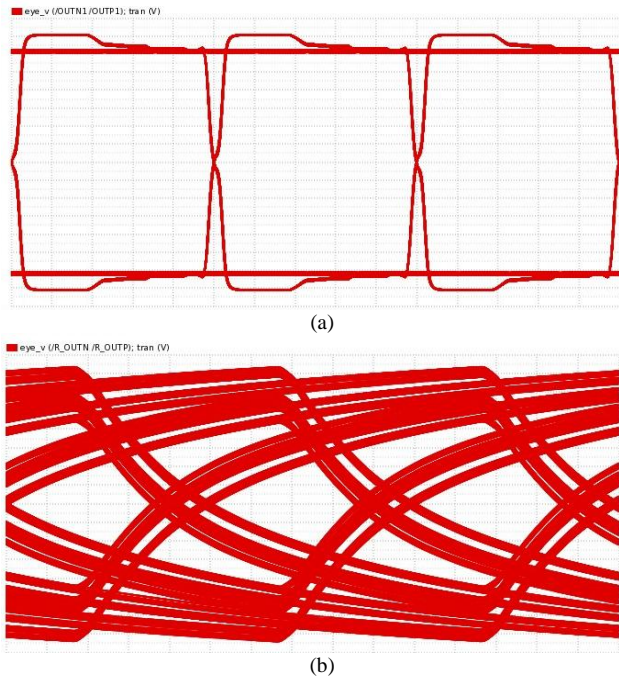 eye_v (/OUTN1 /OUTP1); tran (V)
(a)
eye_v (/R_OUTN /R_OUTP); tran (V)
(b)